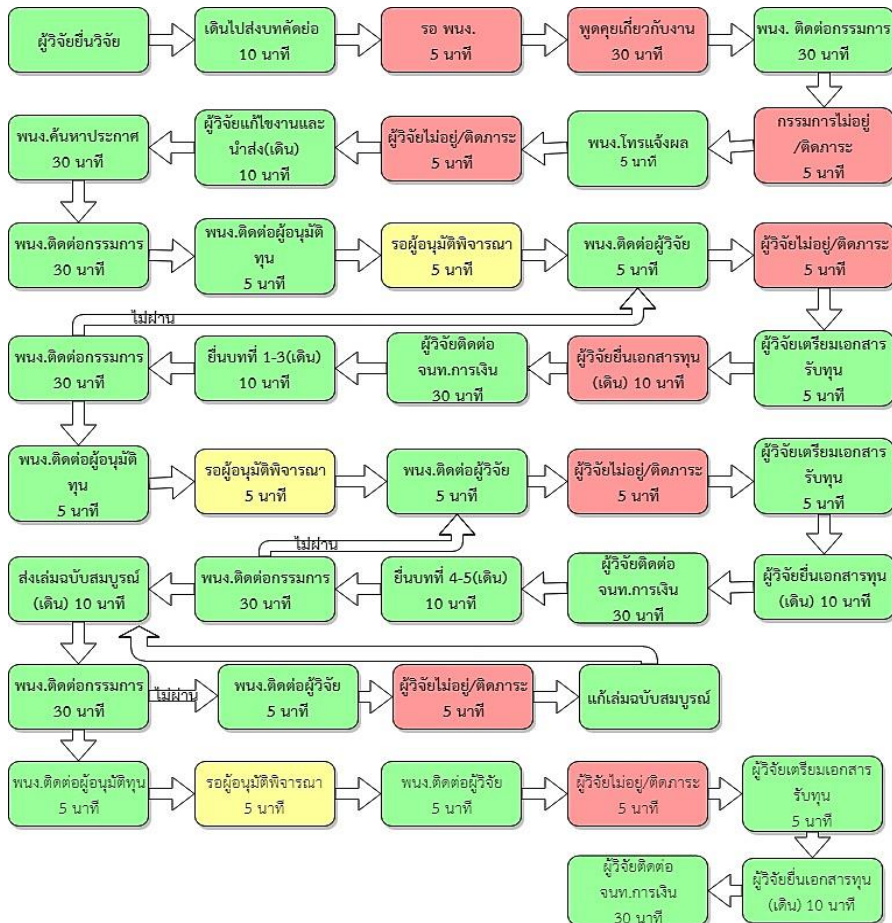 ผู้วิจัยยื่นวิจัย
เดินไปส่งบทคัดย่อ
10 นาที
รอ พนง.
5 นาที
พูดคุยเกี่ยวกับงาน
30 นาที
พนง. ติดต่อกรรมการ
30 นาที
กรรมการไม่อยู่
/ติดภาระ
5 นาที
พนง.โทรแจ้งผล
5 นาที
ผู้วิจัยไม่อยู่/ติดภาระ
5 นาที
ผู้วิจัยแก้ไขงานและ
นำส่ง(เดิน)
10 นาที
พนง.ค้นหาประกาศ
30 นาที
พนง.ติดต่อกรรมการ
30 นาที
พนง.ติดต่อผู้อนุมัติ
ทุน
5 นาที
รอผู้อนุมัติพิจารณา
5 นาที
พนง.ติดต่อผู้วิจัย
5 นาที
ผู้วิจัยไม่อยู่/ติดภาระ
5 นาที
ไม่ผ่าน
ผู้วิจัยเตรียมเอกสาร
รับทุน
5 นาที
ผู้วิจัยยื่นเอกสารทุน
(เดิน) 10 นาที
ผู้วิจัยติดต่อ
จนท.การเงิน
30 นาที
ยื่นบทที่ 1-3(เดิน)
10 นาที
พนง.ติดต่อกรรมการ
30 นาที
พนง.ติดต่อผู้อนุมัติ
ทุน
5 นาที
รอผู้อนุมัติพิจารณา
5 นาที
พนง.ติดต่อผู้วิจัย
5 นาที
ผู้วิจัยไม่อยู่/ติดภาระ
5 นาที
ผู้วิจัยเตรียมเอกสาร
รับทุน
5 นาที
ไม่ผ่าน
ผู้วิจัยยื่นเอกสารทุน
(เดิน) 10 นาที
ผู้วิจัยติดต่อ
จนท.การเงิน
30 นาที
ยื่นบทที่ 4-5(เดิน)
10 นาที
พนง.ติดต่อกรรมการ
30 นาที
ส่งเล่มฉบับสมบูรณ์
(เดิน) 10 นาที
พนง.ติดต่อกรรมการ
30 นาที
ไม่ผ่าน
พนง.ติดต่อผู้วิจัย
5 นาที
ผู้วิจัยไม่อยู่/ติดภาระ
5 นาที
แก้เล่มฉบับสมบูรณ์
พนง.ติดต่อผู้อนุมัติทุน
5 นาที
รอผู้อนุมัติพิจารณา
5 นาที
พนง.ติดต่อผู้วิจัย
5 นาที
ผู้วิจัยไม่อยู่/ติดภาระ
5 นาที
ผู้วิจัยเตรียมเอกสาร
รับทุน
5 นาที
ผู้วิจัยยื่นเอกสารทุน
(เดิน) 10 นาที
ผู้วิจัยติดต่อ
จนท.การเงิน
30 นาที